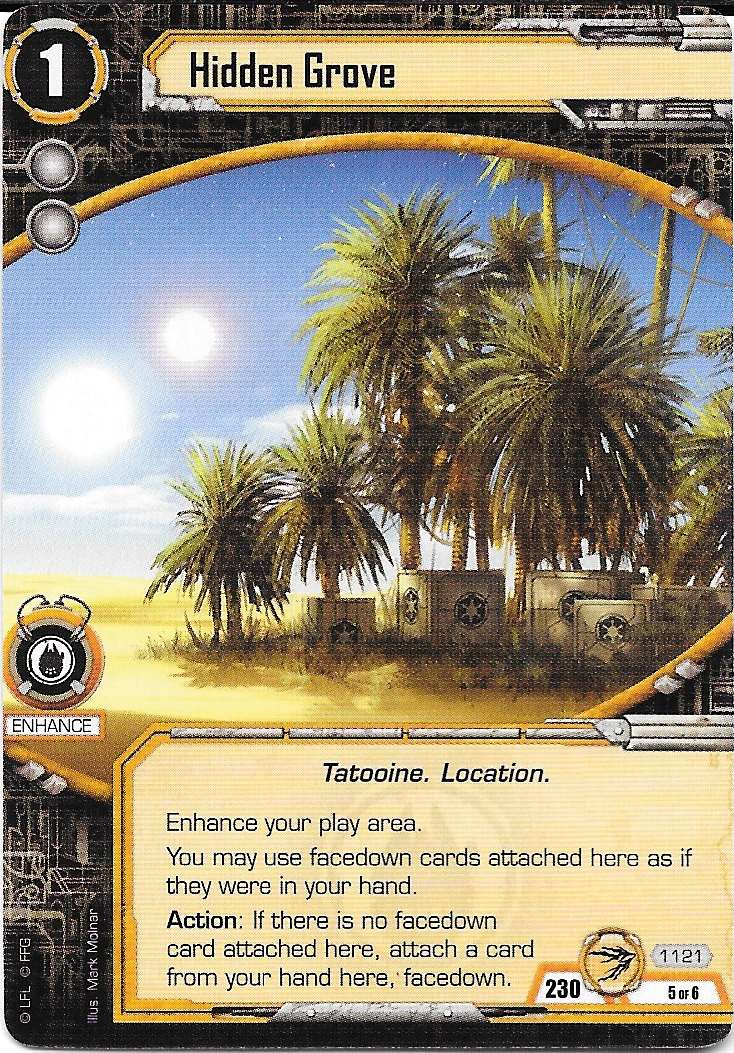 1
Hidden Grove
ENHANCE
Tatooine. Location.
Enhance your play area.
You may use facedown cards attached here as if
they were in your hand.
Action: If there is no facedown
card attached here, attach a card
from your hand here, facedown.
© LFL © FFG
Illus. Mark Molnar
230
1121
5 OF 6